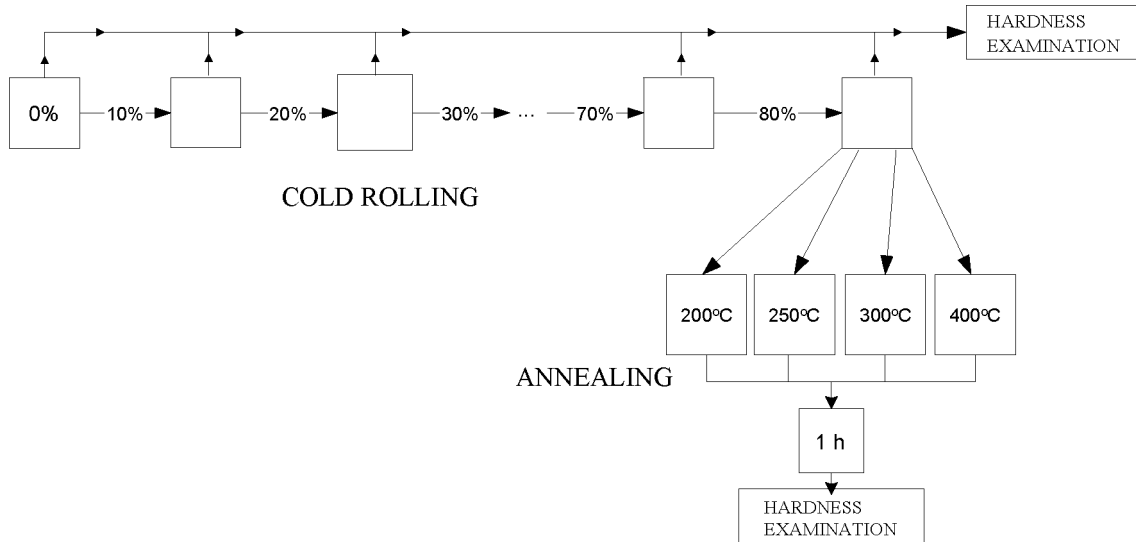 HARDNESS
EXAMINATION
0%
10%
20%
30%
...
70%
80%
COLD ROLLING
200°C
250°C
300°C
400°C
ANNEALING
1 h
HARDNESS
EXAMINATION